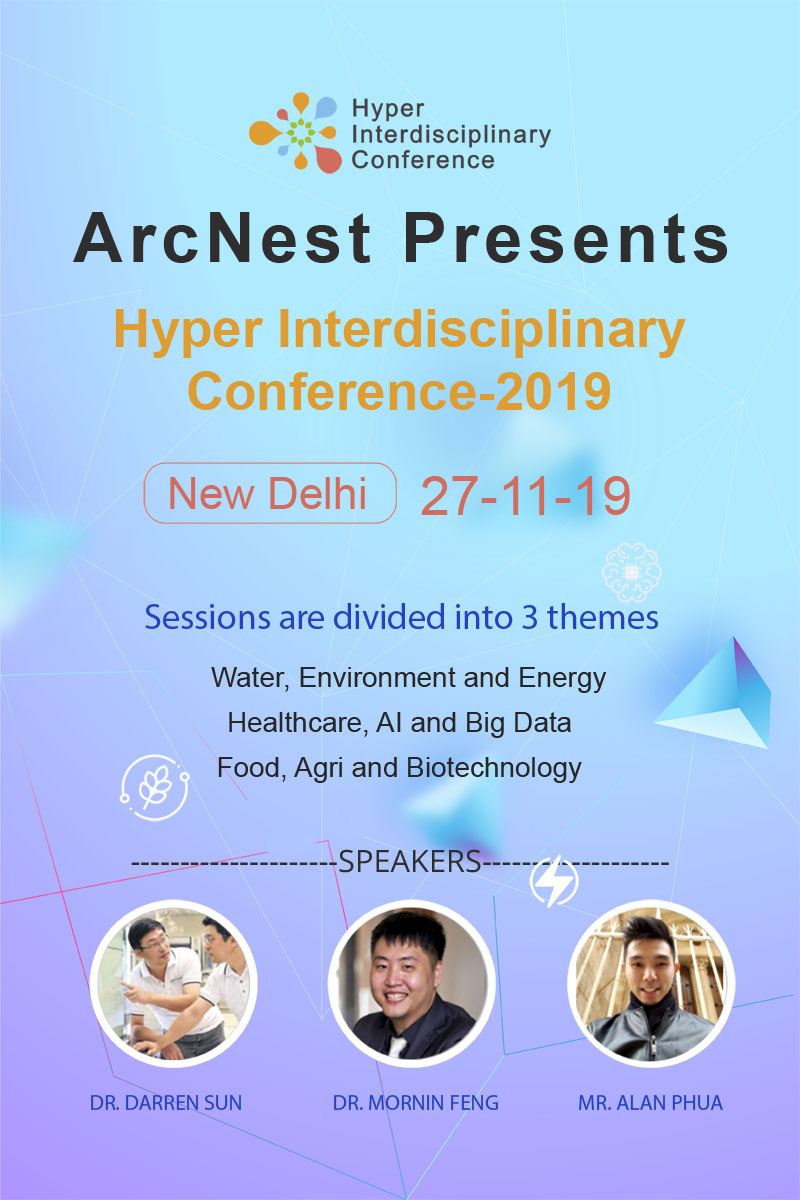 Hyper
Interdisciplinary
Conference
ArcNest Presents
Hyper Interdisciplinary
Conference-2019
New Delhi 27-11-19
Sessions are divided into 3 themes
Water, Environment and Energy
Healthcare, AI and Big Data
Food, Agri and Biotechnology
---------------------SPEAKERS-------------------
DR. DARREN SUN DR. MORNIN FENG MR. ALAN PHUA